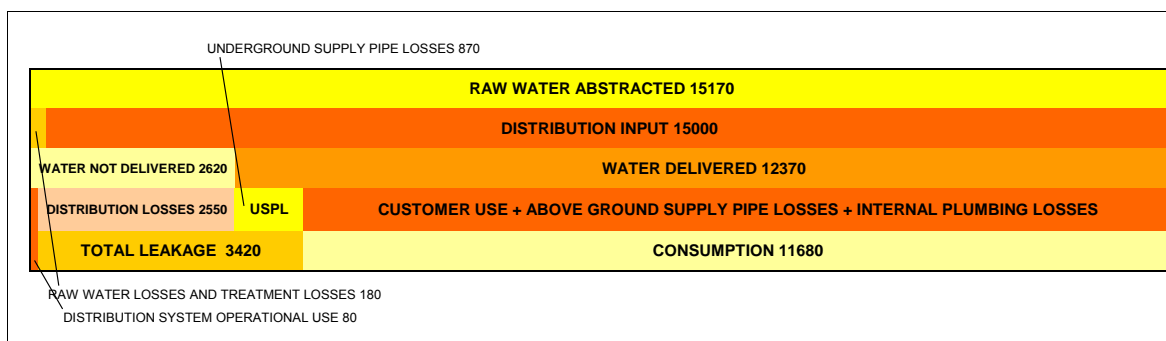 UNDERGROUND SUPPLY PIPE LOSSES 870
RAW WATER ABSTRACTED 15170
DISTRIBUTION INPUT 15000
WATER NOT DELIVERED 2620
WATER DELIVERED 12370
DISTRIBUTION LOSSES 2550
USPL
CUSTOMER USE + ABOVE GROUND SUPPLY PIPE LOSSES + INTERNAL PLUMBING LOSSES
TOTAL LEAKAGE 3420
CONSUMPTION 11680
RAW WATER LOSSES AND TREATMENT LOSSES 180
DISTRIBUTION SYSTEM OPERATIONAL USE 80